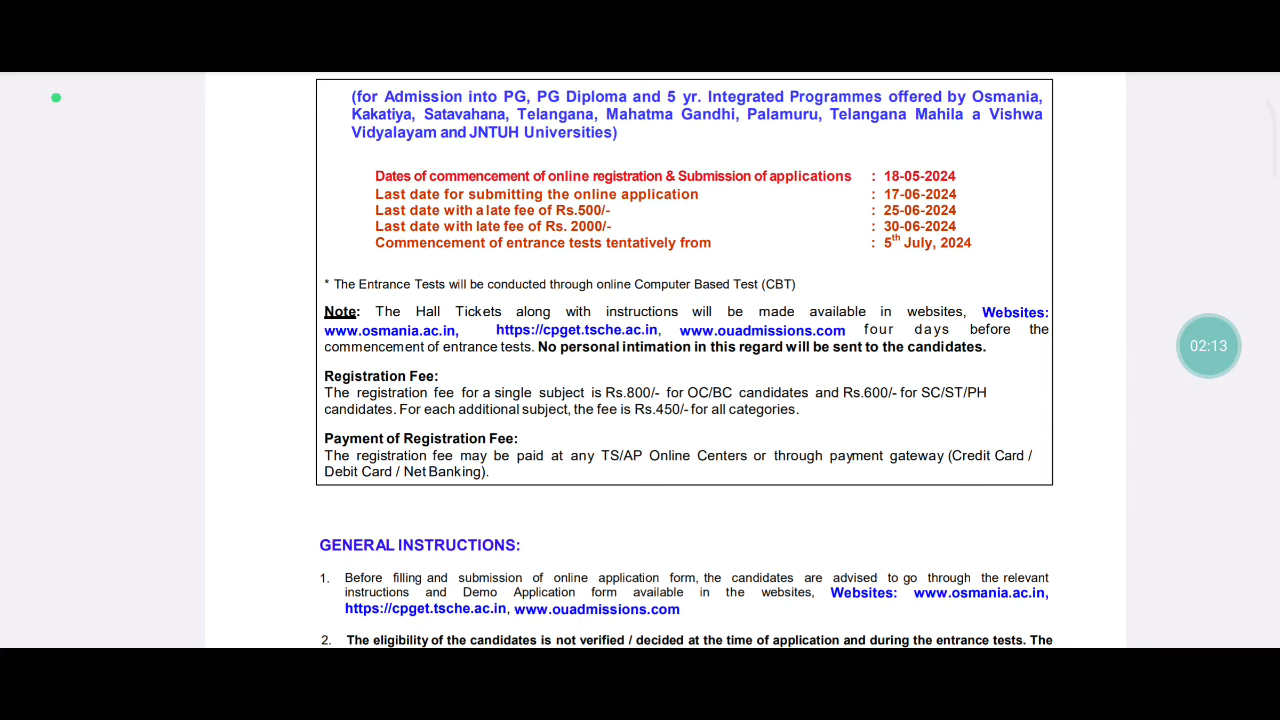 (for Admission into PG, PG Diploma and 5 yr. Integrated Programmes offered by Osmania,
Kakatiya, Satavahana, Telangana, Mahatma Gandhi, Palamuru, Telangana Mahila a Vishwa
Vidyalayam and JNTUH Universities)
Dates of commencement of online registration & Submission of applications : 18-05-2024
Last date for submitting the online application : 17-06-2024
Last date with a late fee of Rs.500/- : 25-06-2024
Last date with late fee of Rs. 2000/- : 30-06-2024
Commencement of entrance tests tentatively from : 5th July, 2024
* The Entrance Tests will be conducted through online Computer Based Test (CBT)
Note: The Hall Tickets along with instructions will be made available in websites, Websites:
www.osmania.ac.in, https://cpget.tsche.ac.in, www.ouadmissions.com four days before the
commencement of entrance tests. No personal intimation in this regard will be sent to the candidates.
Registration Fee:
The registration fee for a single subject is Rs.800/- for OC/BC candidates and Rs.600/- for SC/ST/PH
candidates. For each additional subject, the fee is Rs.450/- for all categories.
Payment of Registration Fee:
The registration fee may be paid at any TS/AP Online Centers or through payment gateway (Credit Card /
Debit Card / Net Banking).
02:13
GENERAL INSTRUCTIONS:
1. Before filling and submission of online application form, the candidates are advised to go through the relevant
instructions and Demo Application form available in the websites, Websites: www.osmania.ac.in,
https://cpget.tsche.ac.in, www.ouadmissions.com
2. The eligibility of the candidates is not verified / decided at the time of application and during the entrance tests. The